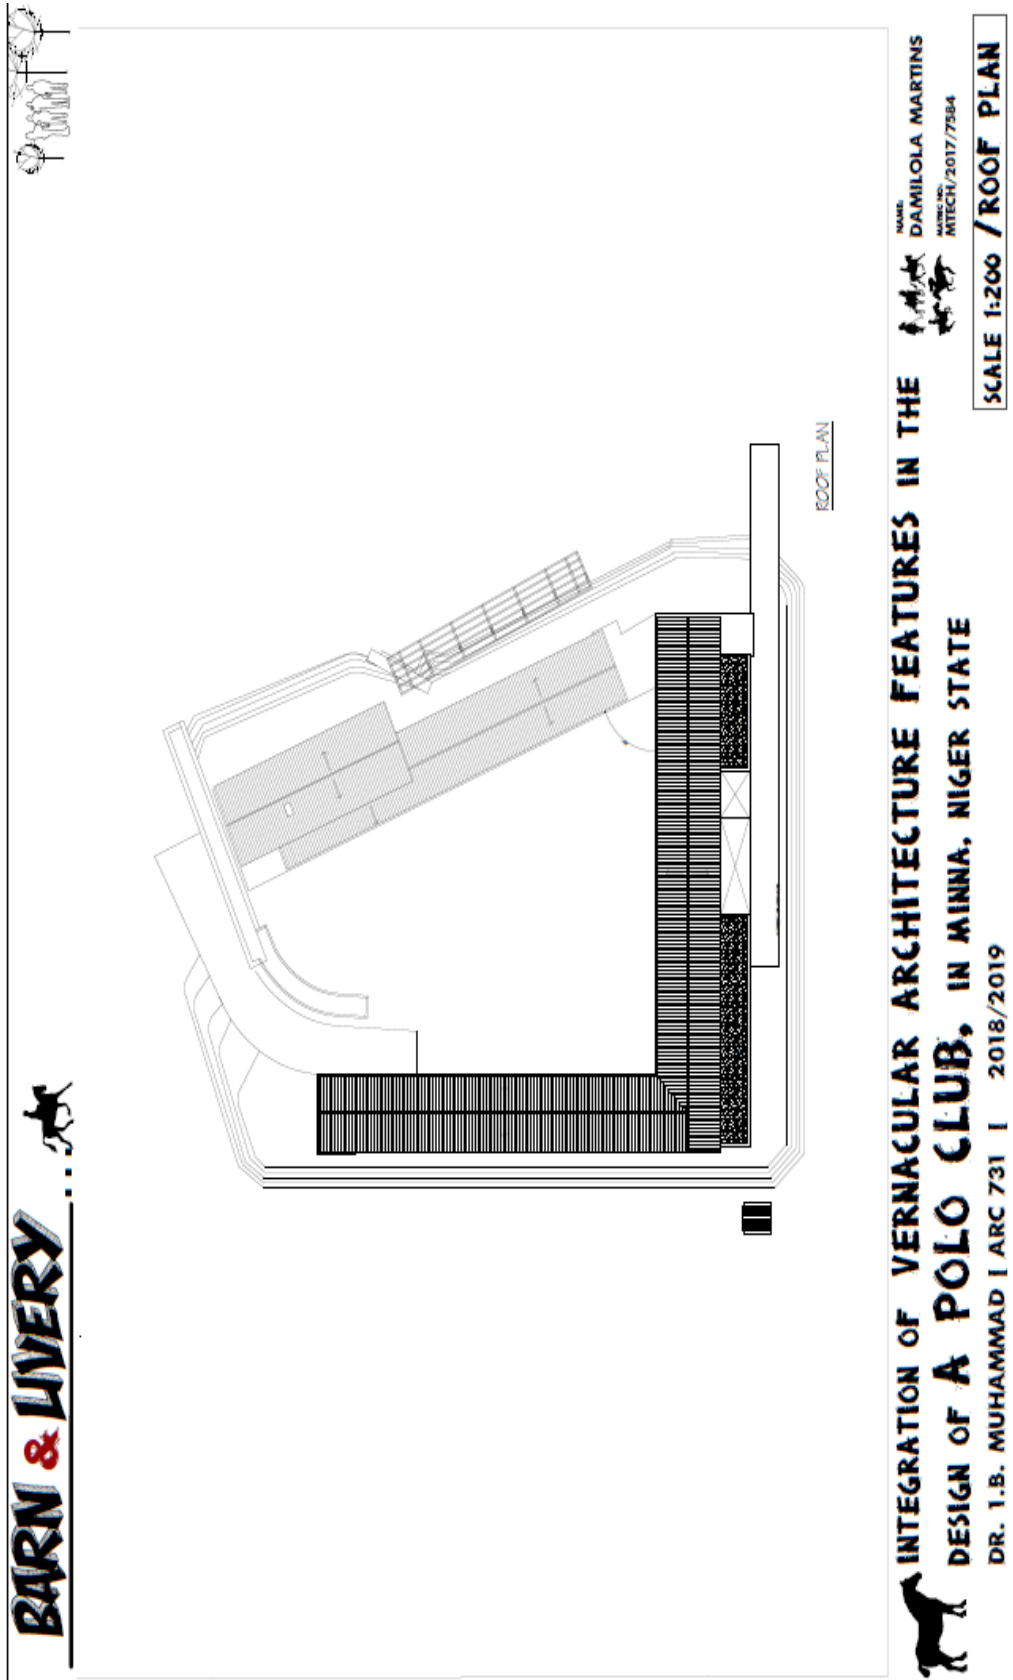 BARN & LIVERY...
ROOF PLAN
INTEGRATION OF VERNACULAR ARCHITECTURE FEATURES IN THE
DESIGN OF A POLO CLUB, IN MINNA, NIGER STATE
DR. I.B. MUHAMMAD | ARC 731 | 2018/2019
NAME:
DAMILOLA MARTINS
MATRIC NO:
MTECH/2017/7584
SCALE 1:200 /ROOF PLAN